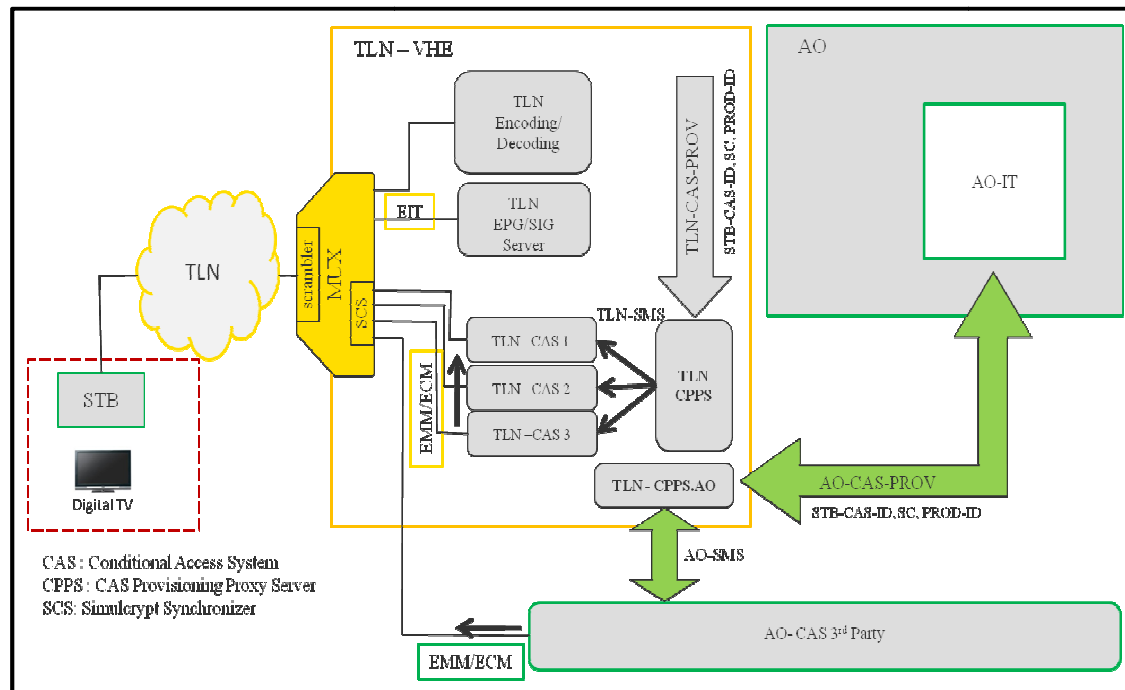 TLN – VHE
AO
TLN
Encoding/
Decoding
TLN-CAS-PROV
STB-CAS-ID, SC, PROD-ID
AO-IT
EIT
TLN
EPG/SIG
Server
TLN
scrambler
MUX
SCS
TLN-SMS
TLN - CAS 1
TLN - CAS 2
TLN –CAS 3
EMM/ECM
TLN
CPPS
STB
Digital TV
TLN- CPPS.AO
AO-CAS-PROV
STB-CAS-ID, SC, PROD-ID
AO-SMS
CAS : Conditional Access System
CPPS : CAS Provisioning Proxy Server
SCS: Simulcrypt Synchronizer
AO- CAS 3rd Party
EMM/ECM